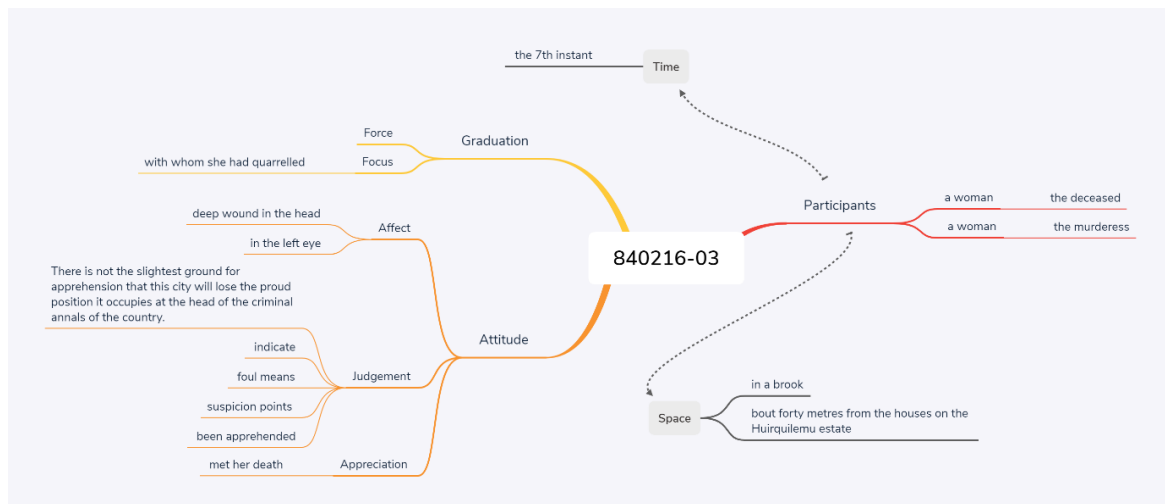 the 7th instant
Time
Force
Graduation
with whom she had quarrelled
Focus
Participants
a woman
the deceased
a woman
the murderess
deep wound in the head
Affect
in the left eye
840216-03
There is not the slightest ground for
apprehension that this city will lose the proud
position it occupies at the head of the criminal
annals of the country.
Attitude
indicate
foul means
Judgement
suspicion points
been apprehended
met her death
Appreciation
in a brook
Space
bout forty metres from the houses on the
Huirquilemu estate